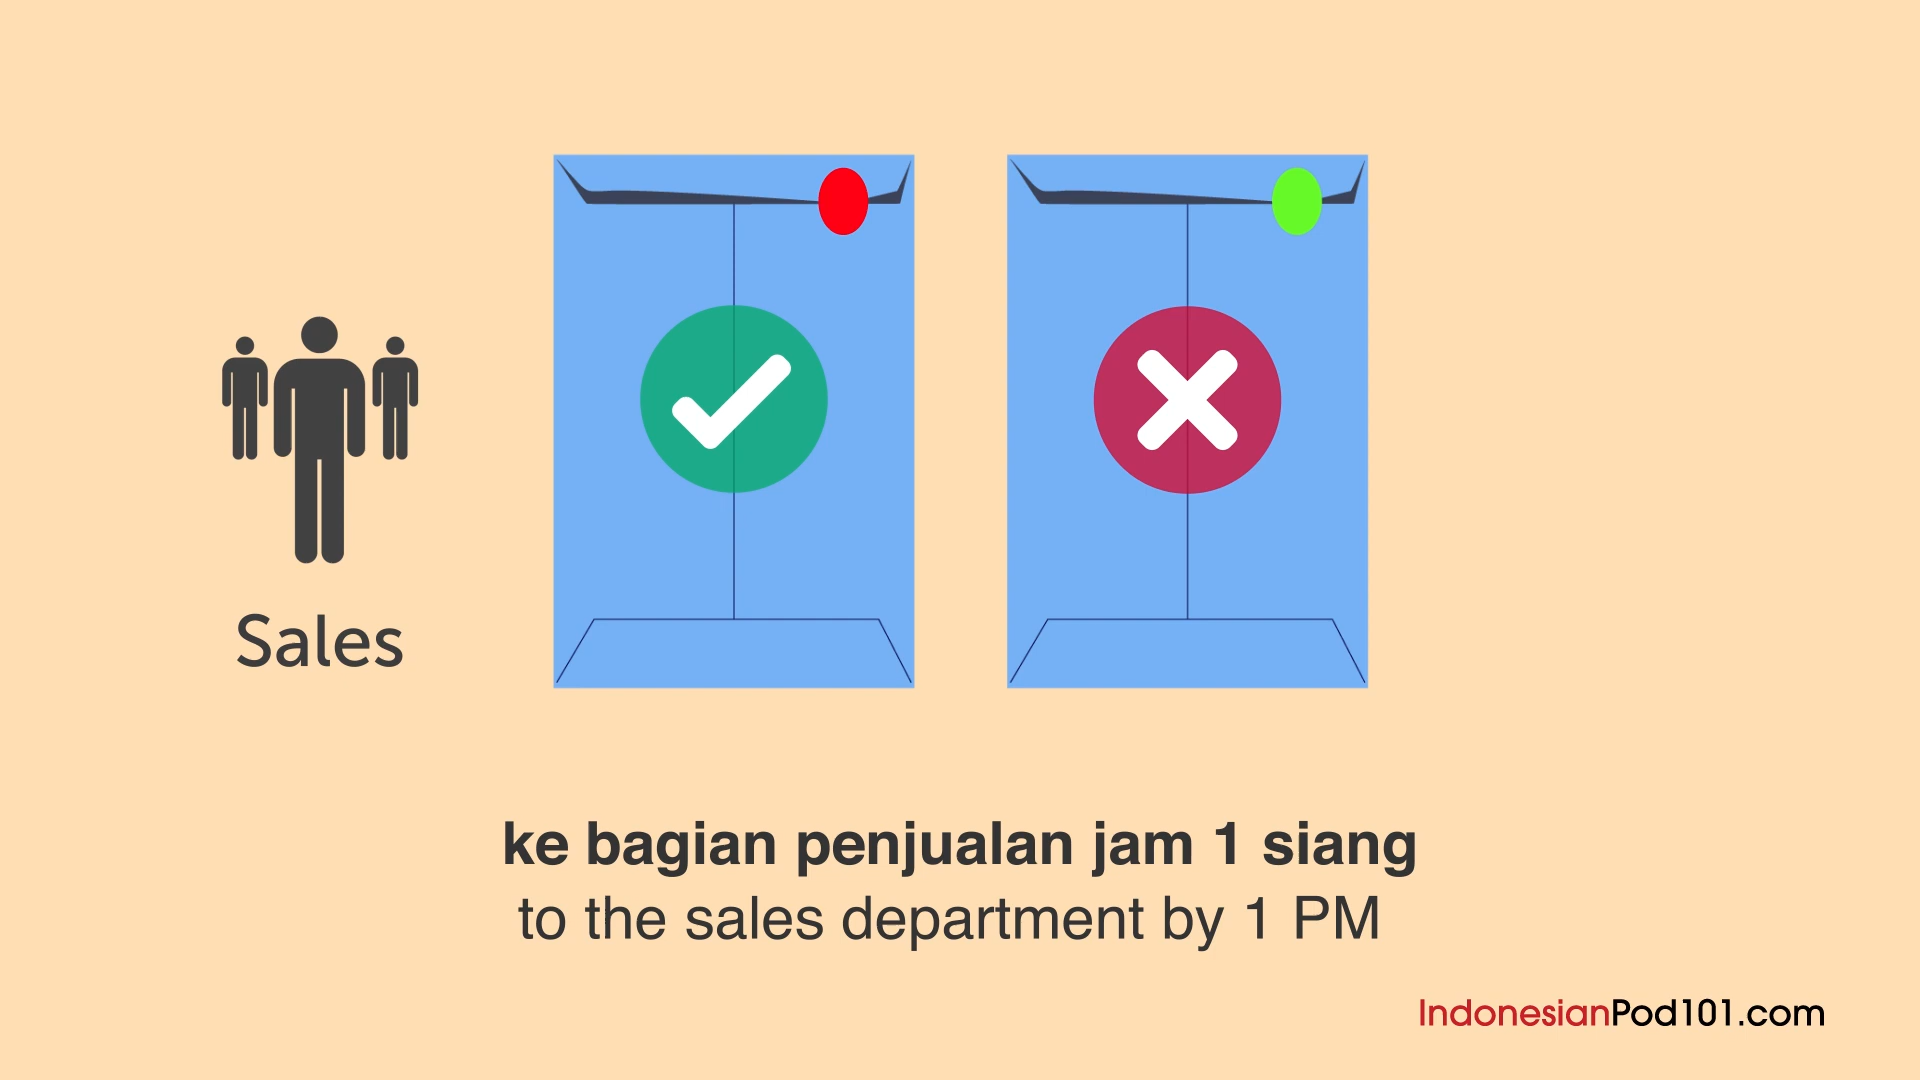 Sales
ke bagian penjualan jam 1 siang
to the sales department by 1 PM
IndonesianPod101.com